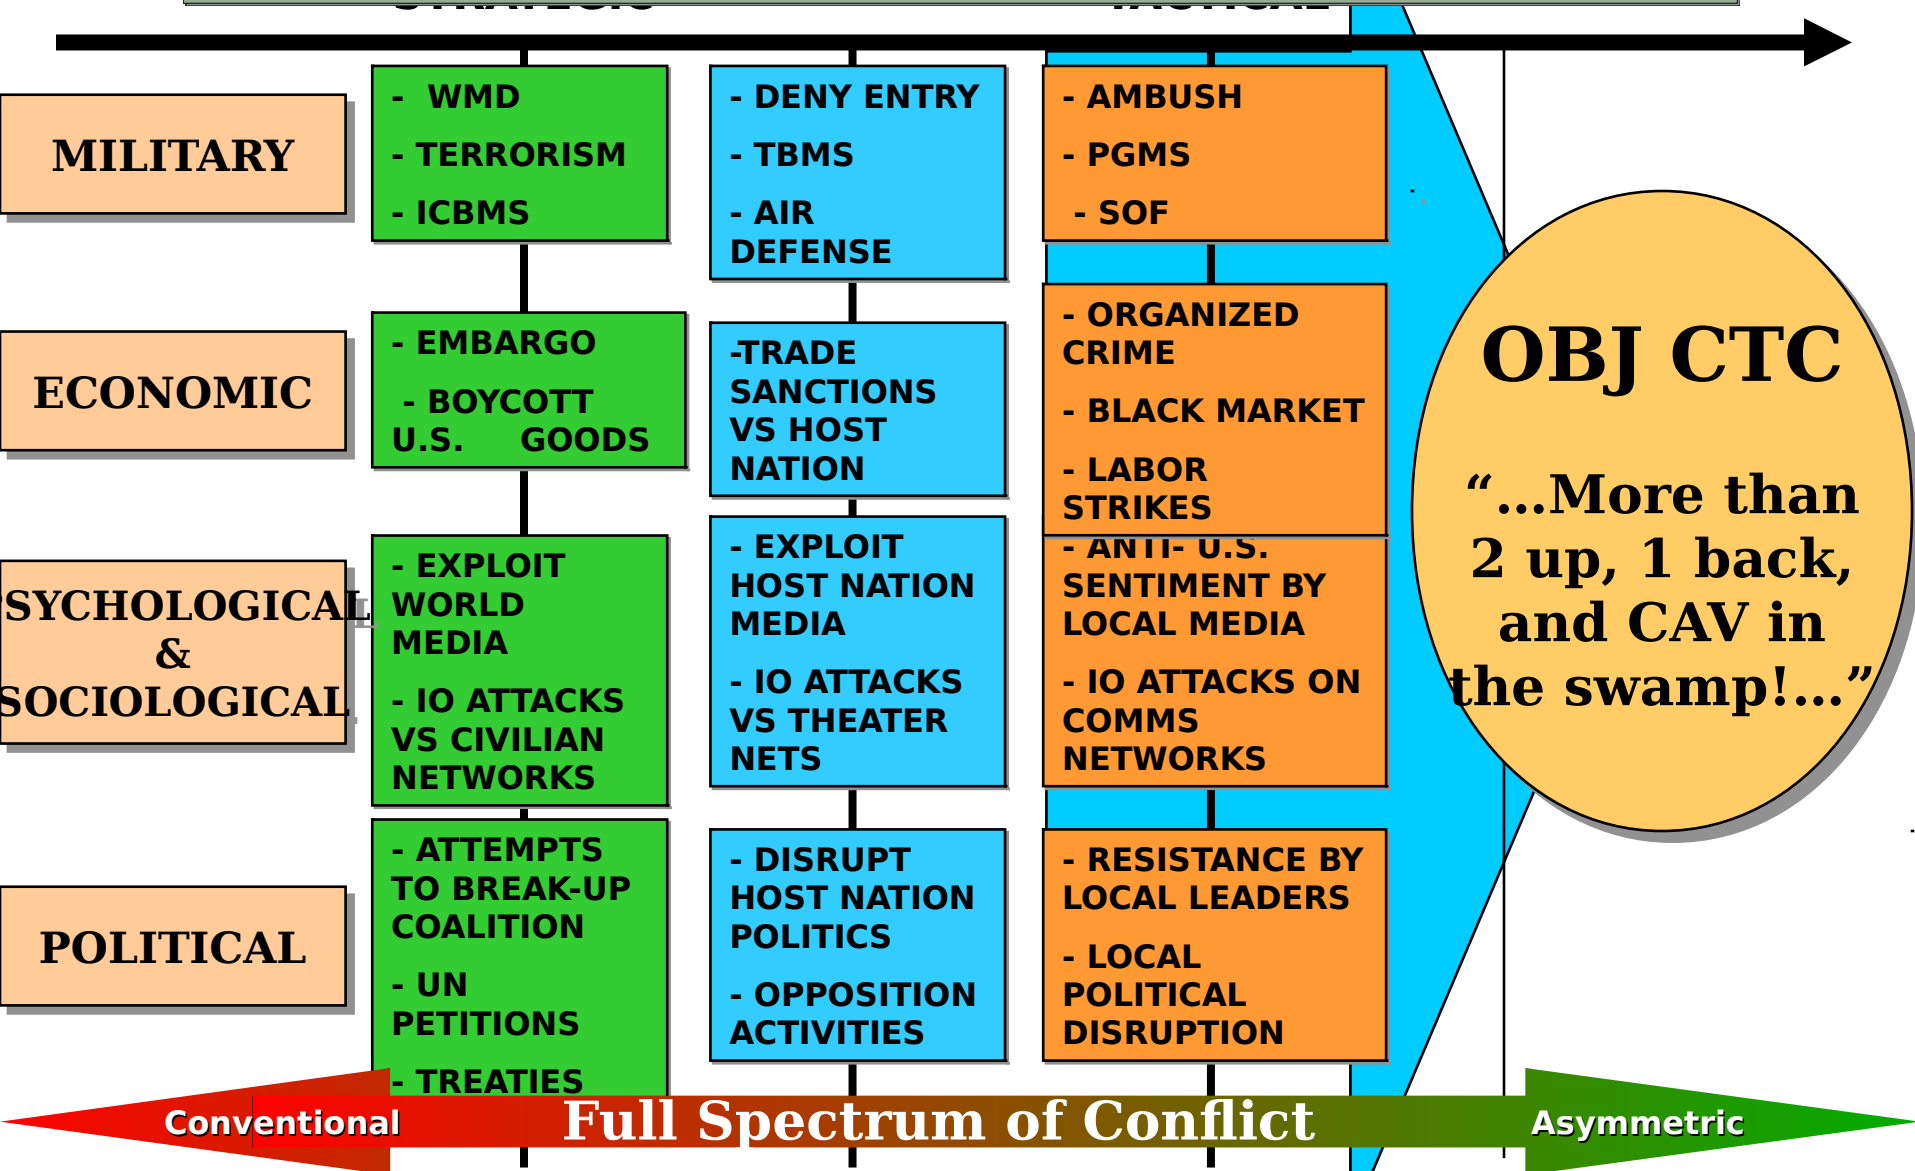 STRATEGIC
TACTICAL
MILITARY
- WMD
- TERRORISM
- ICBMS
- DENY ENTRY
- TBMS
- AIR
DEFENSE
- AMBUSH
- PGMS
- SOF
ECONOMIC
- EMBARGO
- BOYCOTT
U.S. GOODS
-TRADE
SANCTIONS
VS HOST
NATION
- ORGANIZED
CRIME
- BLACK MARKET
- LABOR
STRIKES
PSYCHOLOGICAL
&
SOCIOLOGICAL
- EXPLOIT
WORLD
MEDIA
- IO ATTACKS
VS CIVILIAN
NETWORKS
- EXPLOIT
HOST NATION
MEDIA
- IO ATTACKS
VS THEATER
NETS
- ANTI- U.S.
SENTIMENT BY
LOCAL MEDIA
- IO ATTACKS ON
COMMS
NETWORKS
POLITICAL
- ATTEMPTS
TO BREAK-UP
COALITION
- UN
PETITIONS
- TREATIES
- DISRUPT
HOST NATION
POLITICS
- OPPOSITION
ACTIVITIES
- RESISTANCE BY
LOCAL LEADERS
- LOCAL
POLITICAL
DISRUPTION
OBJ CTC
“…More than
2 up, 1 back,
and CAV in
the swamp!…”
Conventional
Full Spectrum of Conflict
Asymmetric